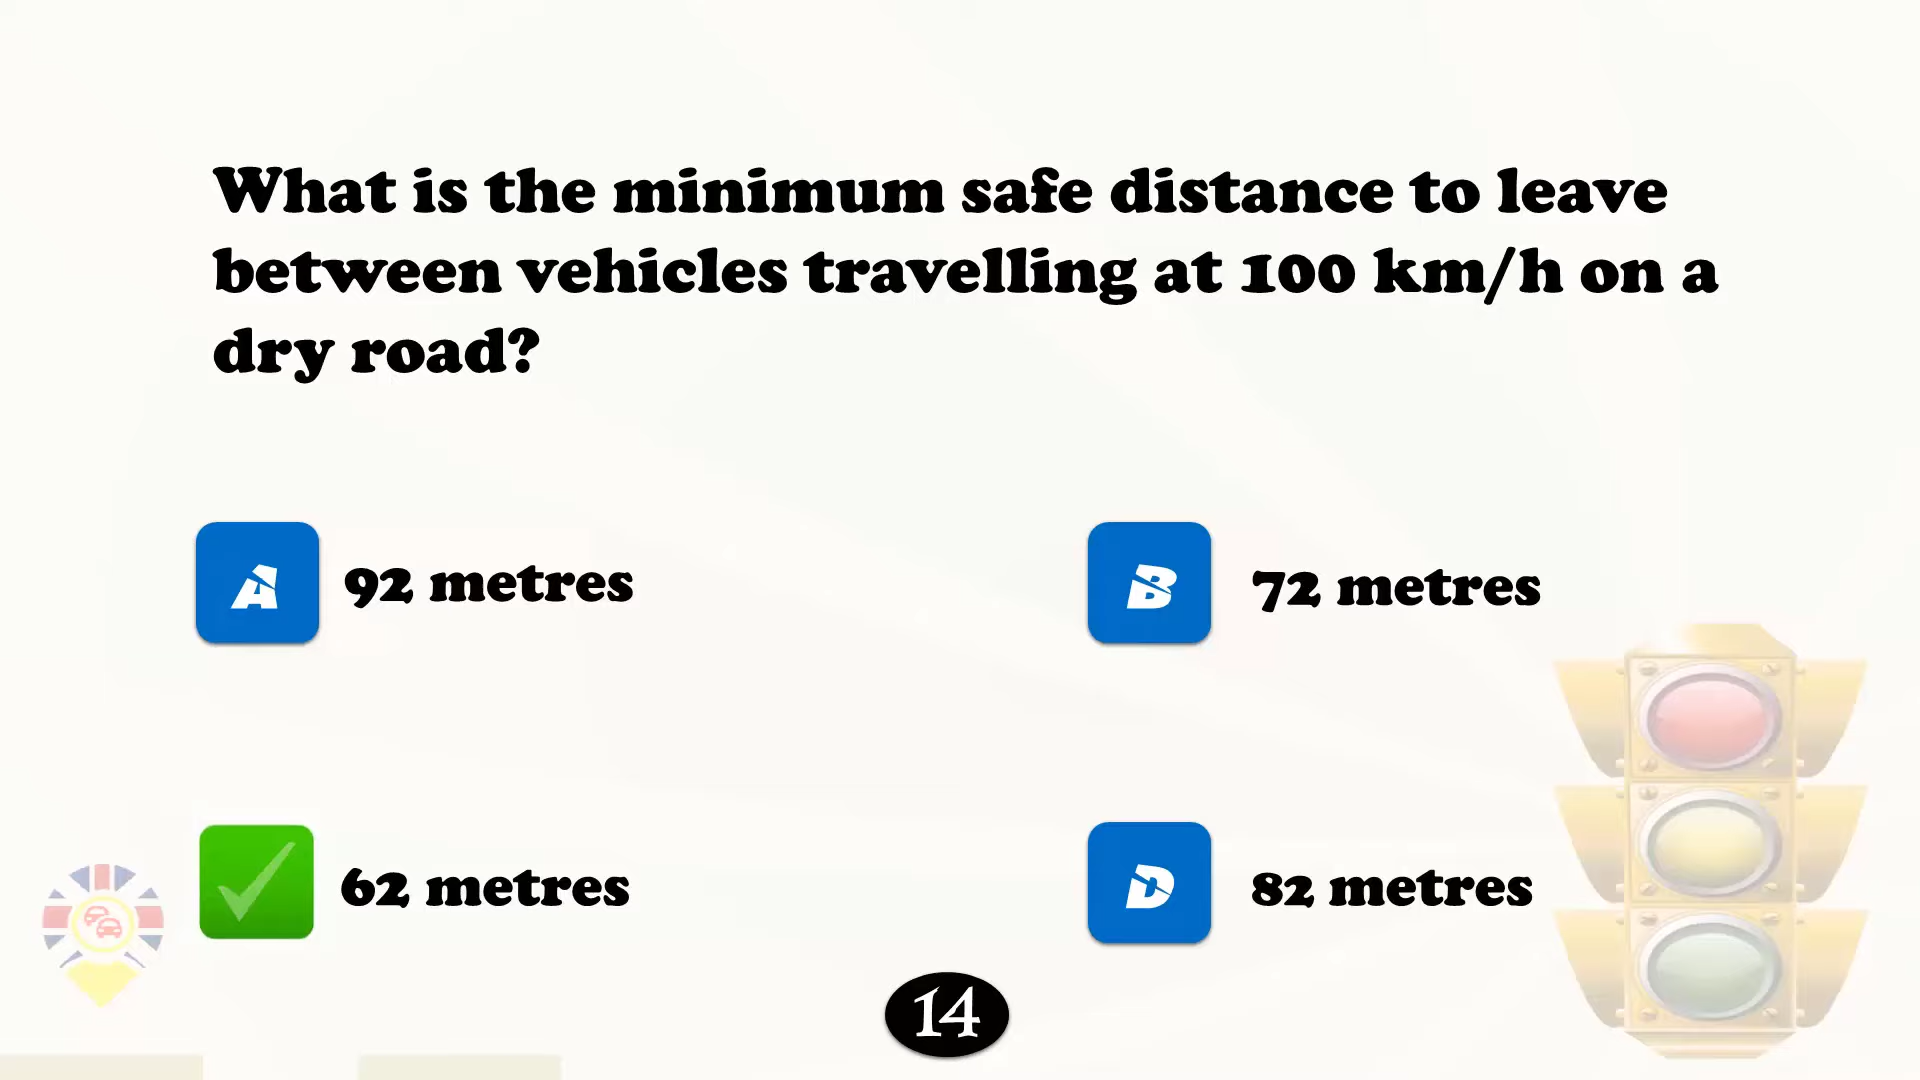 What is the minimum safe distance to leave
between vehicles travelling at 100 km/h on a
dry road?
A 92 metres
B 72 metres
62 metres
D 82 metres
14